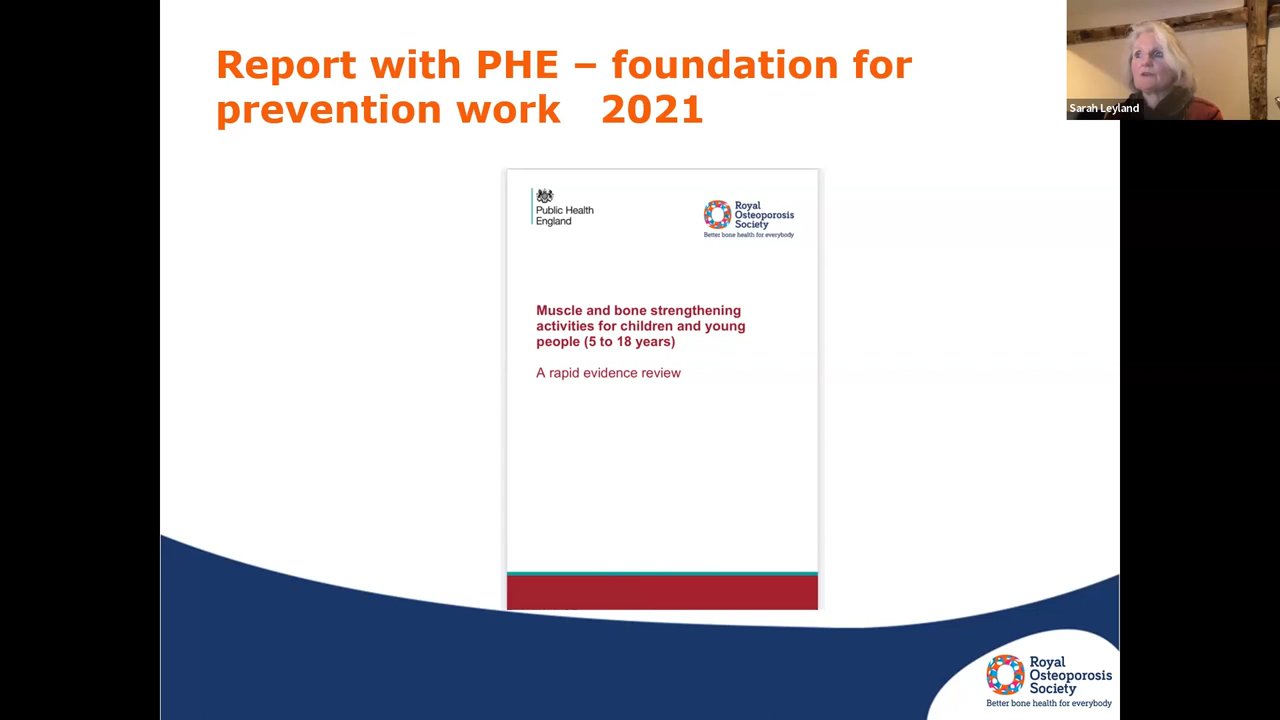 Report with PHE – foundation for
prevention work 2021
Sarah Leyland
Public Health
England
Royal
Osteoporosis
Society
Better bone health for everybody
Muscle and bone strengthening
activities for children and young
people (5 to 18 years)
A rapid evidence review
Royal
Osteoporosis
Society
Better bone health for everybody